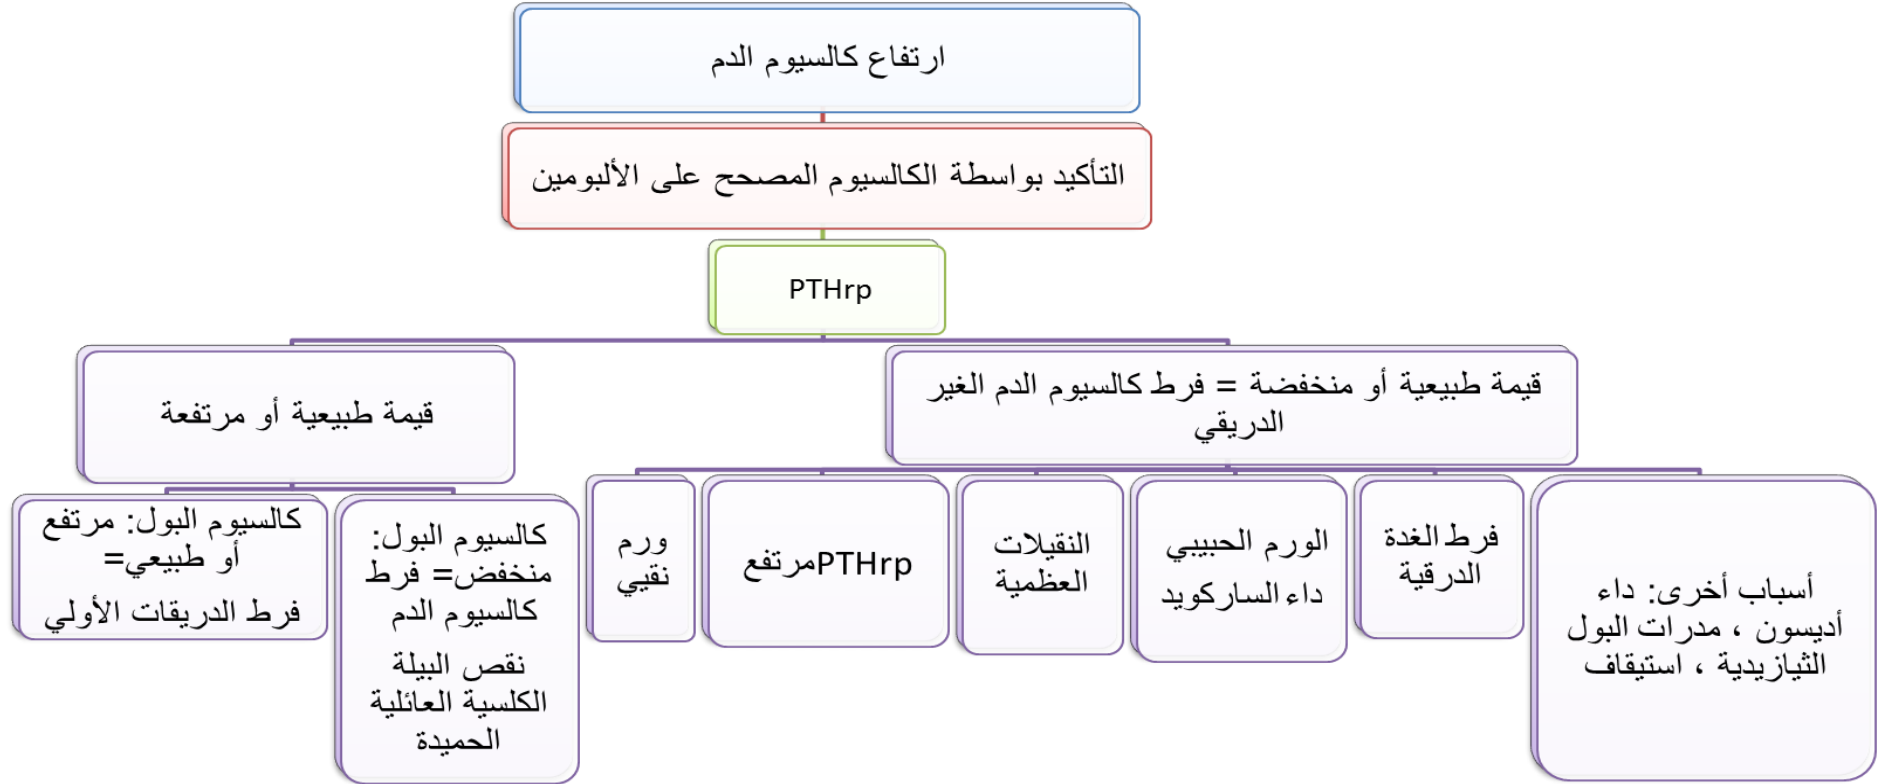 ارتفاع كالسيوم الدم
التأكيد بواسطة الكالسيوم المصحح على الألبومين
PTHrp
قيمة طبيعية أو منخفضة = فرط كالسيوم الدم الغير
الدريقي
قيمة طبيعية أو مرتفعة
أسباب أخرى: داء
أديسون ، مدرات البول
الثيازيدية ، استيقاف
فرط الغدة
الدرقية
الورم الحبيبي
داء الساركويد
النقيلات
العظمية
PTHrpمرتفع
ورم
نقيي
كالسيوم البول:
منخفض= فرط
كالسيوم الدم
نقص البيلة
الكلسية العائلية
الحميدة
كالسيوم البول: مرتفع
أو طبيعي=
فرط الدريقات الأولي